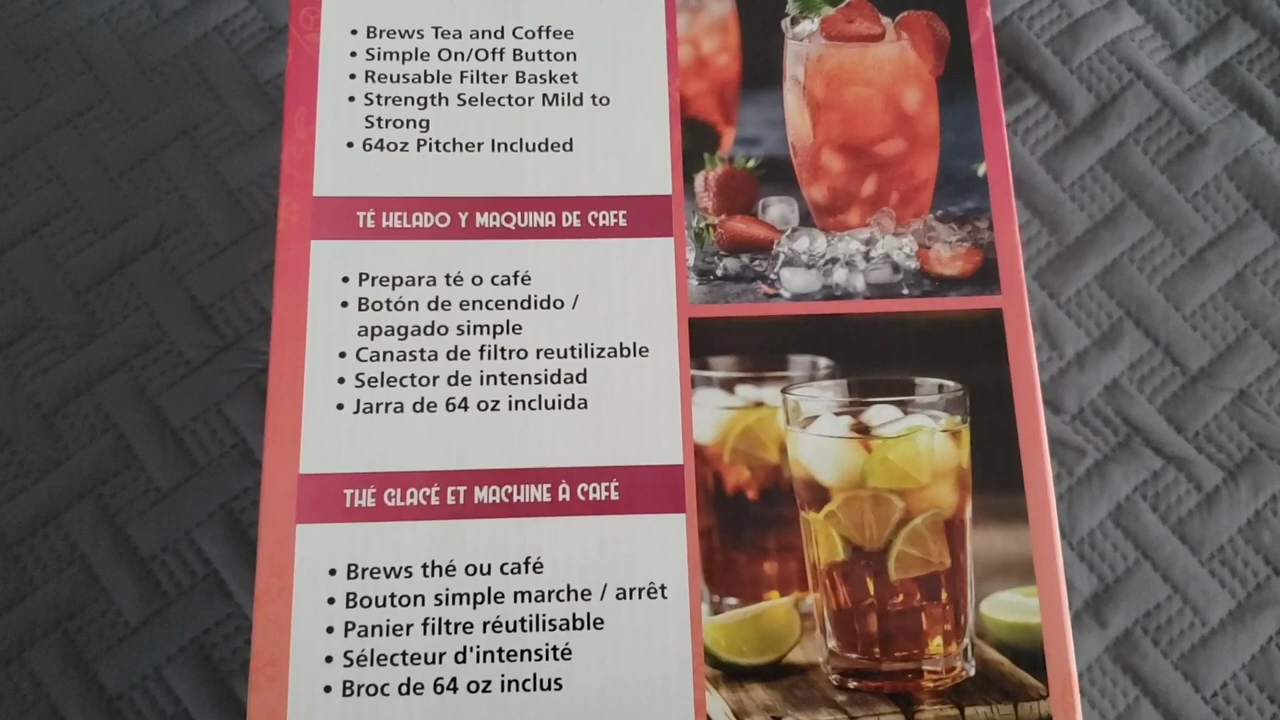 • Brews Tea and Coffee
• Simple On/Off Button
• Reusable Filter Basket
• Strength Selector Mild to
Strong
• 64oz Pitcher Included
TÉ HELADO Y MAQUINA DE CAFE
• Prepara té o café
• Botón de encendido /
apagado simple
• Canasta de filtro reutilizable
• Selector de intensidad
• Jarra de 64 oz incluida
THÉ GLACÉ ET MACHINE À CAFÉ
• Brews thé ou café
• Bouton simple marche / arrêt
• Panier filtre réutilisable
• Sélecteur d'intensité
• Broc de 64 oz inclus